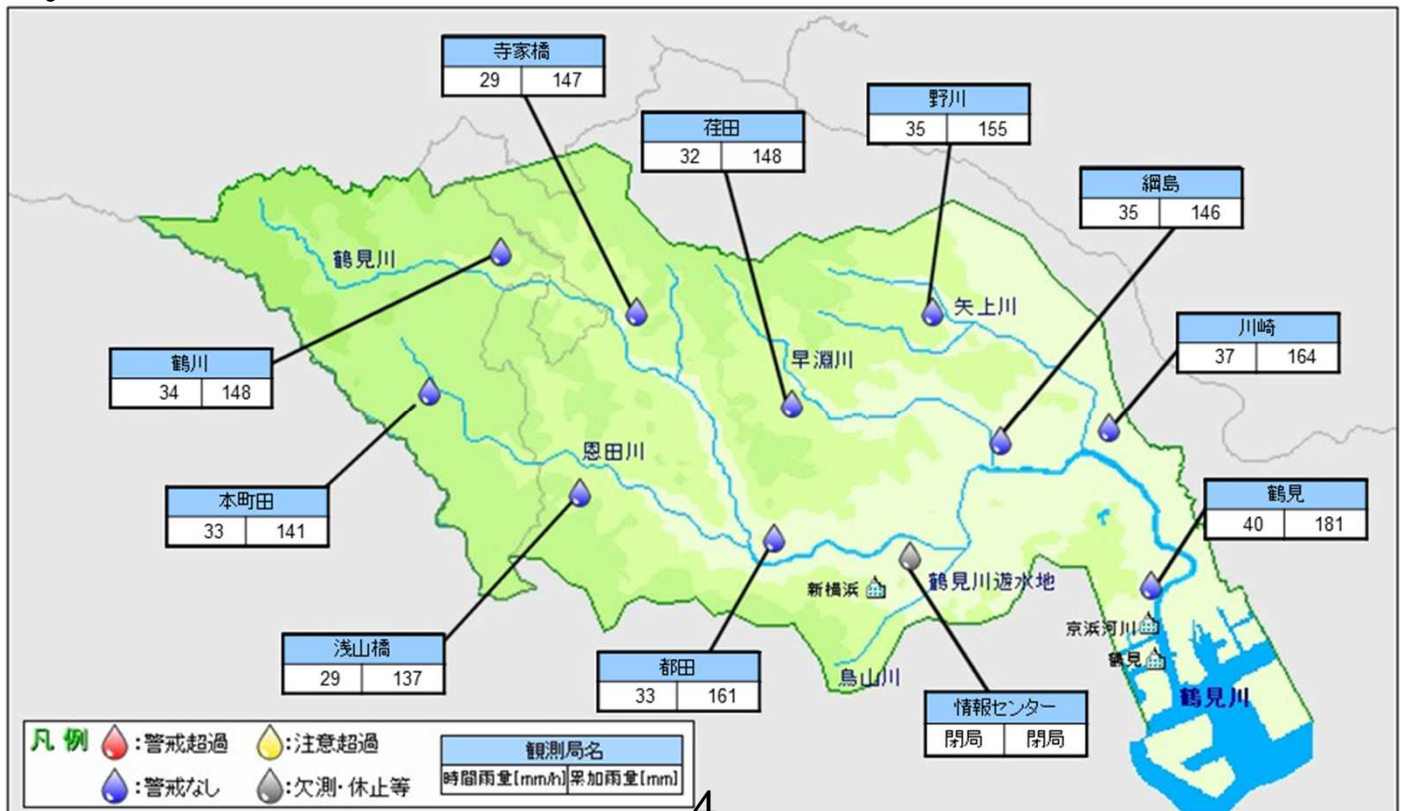 寺家橋
29 147
野川
35 155
荏田
32 148
綱島
35 146
鶴見川
矢上川
川崎
37 164
鶴川
34 148
早淵川
恩田川
本町田
33 141
鶴見
40 181
新横浜
鶴見川遊水地
京浜河川
浅山橋
29 137
都田
33 161
鳥山川
鶴見
情報センター
閉局 閉局
鶴見川
凡例
:警戒超過
:注意超過
:警戒なし
:欠測・休止等
観測局名
時間雨量[mm/h] 累加雨量[mm]
4